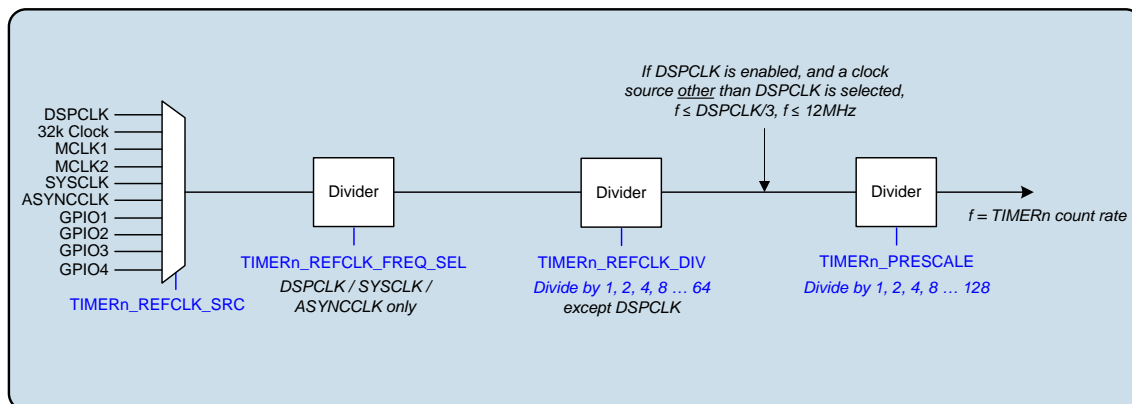 If DSPCLK is enabled, and a clock
source other than DSPCLK is selected,
f ≤ DSPCLK/3, f ≤ 12MHz
DSPCLK
32k Clock
MCLK1
MCLK2
SYSCLK
ASYNCCLK
GPIO1
GPIO2
GPIO3
GPIO4
TIMERn_REFCLK_SRC
Divider
TIMERn_REFCLK_FREQ_SEL
DSPCLK / SYSCLK /
ASYNCCLK only
Divider
TIMERn_REFCLK_DIV
Divide by 1, 2, 4, 8 … 64
except DSPCLK
Divider
TIMERn_PRESCALE
Divide by 1, 2, 4, 8 … 128
f = TIMERn count rate